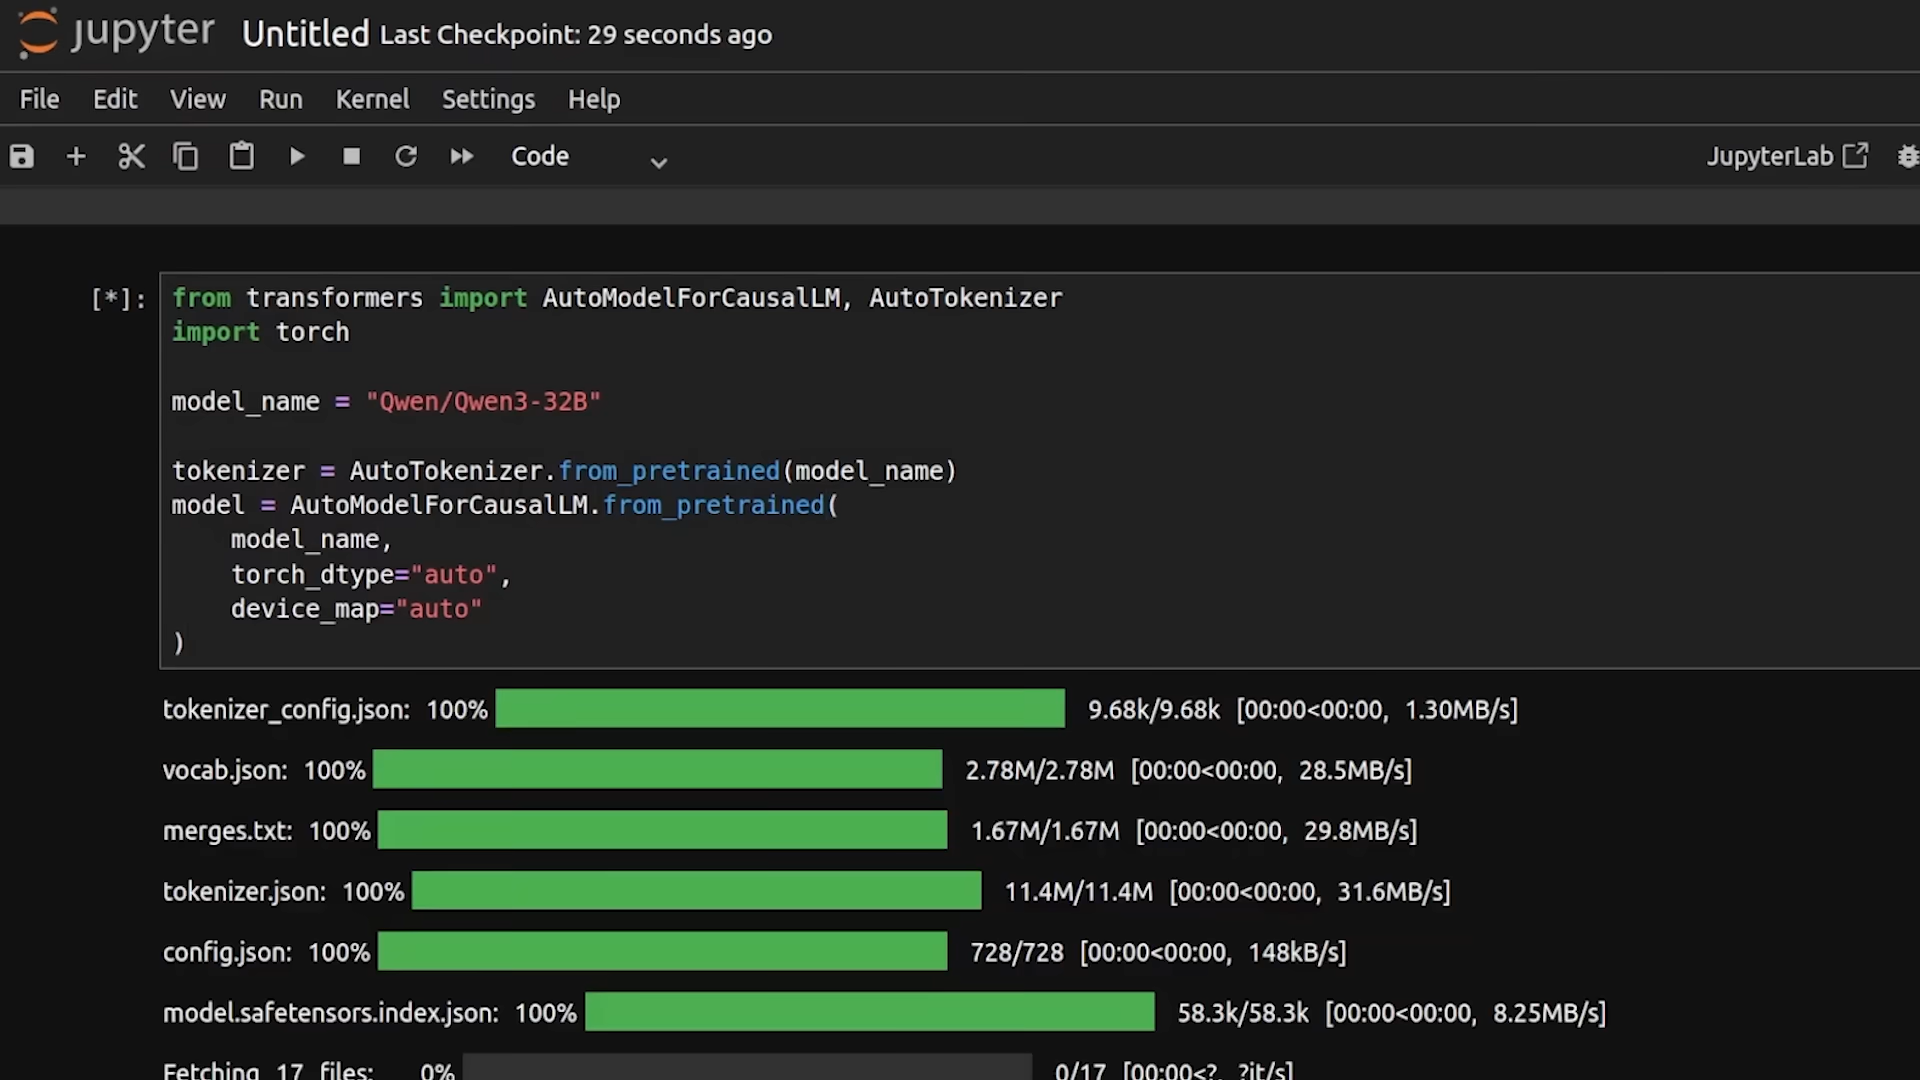 jupyter Untitled Last Checkpoint: 29 seconds ago
File Edit View Run Kernel Settings Help
Code JupyterLab
[*]: from transformers import AutoModelForCausalLM, AutoTokenizer
import torch
model_name = "Qwen/Qwen3-32B"
tokenizer = AutoTokenizer.from_pretrained(model_name)
model = AutoModelForCausalLM.from_pretrained(
    model_name,
    torch_dtype="auto",
    device_map="auto"
)
tokenizer_config.json: 100% 9.68k/9.68k [00:00<00:00, 1.30MB/s]
vocab.json: 100% 2.78M/2.78M [00:00<00:00, 28.5MB/s]
merges.txt: 100% 1.67M/1.67M [00:00<00:00, 29.8MB/s]
tokenizer.json: 100% 11.4M/11.4M [00:00<00:00, 31.6MB/s]
config.json: 100% 728/728 [00:00<00:00, 148kB/s]
model.safetensors.index.json: 100% 58.3k/58.3k [00:00<00:00, 8.25MB/s]
Fetching 17 files: 0% 0/17 [00:00<?, ?it/s]